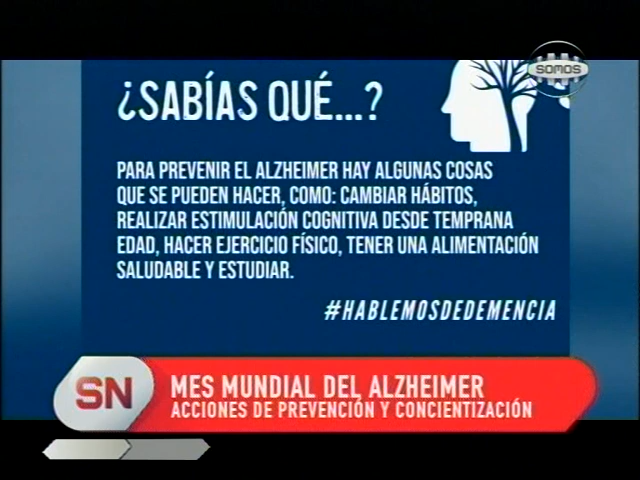 SOMOS
¿SABÍAS QUÉ...?
PARA PREVENIR EL ALZHEIMER HAY ALGUNAS COSAS
QUE SE PUEDEN HACER, COMO: CAMBIAR HÁBITOS,
REALIZAR ESTIMULACIÓN COGNITIVA DESDE TEMPRANA
EDAD, HACER EJERCICIO FÍSICO, TENER UNA ALIMENTACIÓN
SALUDABLE Y ESTUDIAR.
#HABLEMOSDEDEMENCIA
SN
MES MUNDIAL DEL ALZHEIMER
ACCIONES DE PREVENCIÓN Y CONCIENTIZACIÓN